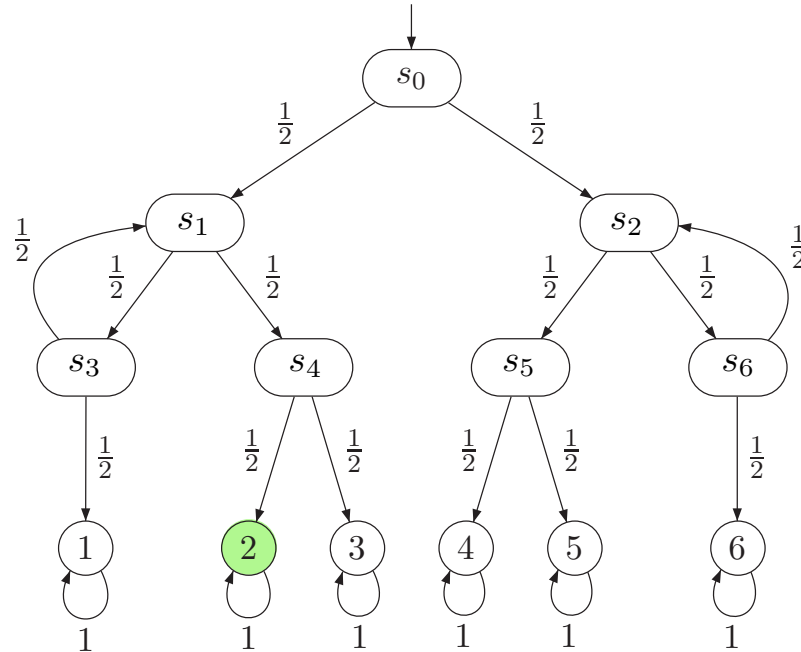 s₀
½ ½
s₁ s₂
½ ½ ½ ½ ½ ½
s₃ s₄ s₅ s₆
½ ½ ½ ½ ½ ½
1 2 3 4 5 6
1 1 1 1 1 1